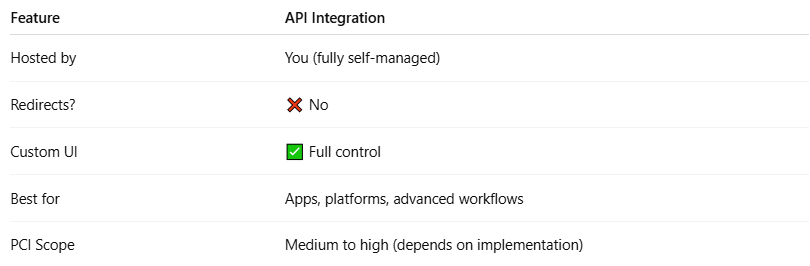 Feature API Integration
Hosted by You (fully self-managed)
Redirects? ❌ No
Custom UI ✅ Full control
Best for Apps, platforms, advanced workflows
PCI Scope Medium to high (depends on implementation)